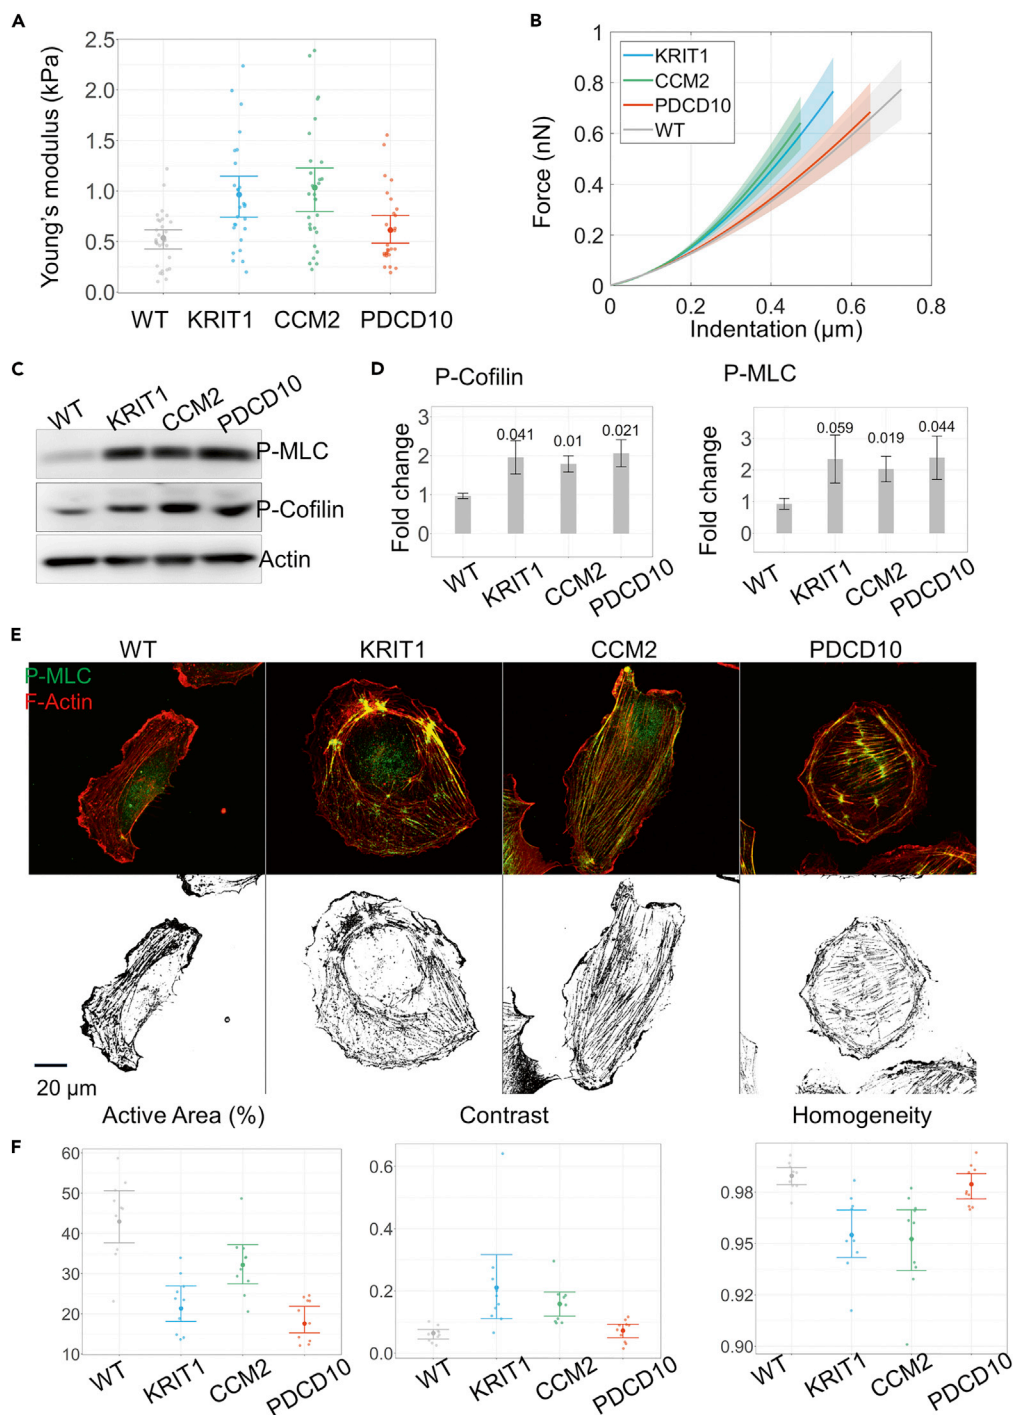 A
Young's modulus (kPa)
2.5
2.0
1.5
1.0
0.5
0.0
WT KRIT1 CCM2 PDCD10
B
Force (nN)
1
0.8
0.6
0.4
0.2
0
KRIT1
CCM2
PDCD10
WT
0 0.2 0.4 0.6 0.8
Indentation (µm)
C
WT KRIT1 CCM2 PDCD10
P-MLC
P-Cofilin
Actin
D
P-Cofilin
Fold change
3
2
1
0
0.041 0.01 0.021
WT KRIT1 CCM2 PDCD10
P-MLC
Fold change
3
2
1
0
0.059 0.019 0.044
WT KRIT1 CCM2 PDCD10
E
WT KRIT1 CCM2 PDCD10
P-MLC
F-Actin
20 µm
F
Active Area (%)
60
50
40
30
20
10
WT KRIT1 CCM2 PDCD10
Contrast
0.6
0.4
0.2
0.0
WT KRIT1 CCM2 PDCD10
Homogeneity
0.98
0.95
0.92
0.90
WT KRIT1 CCM2 PDCD10